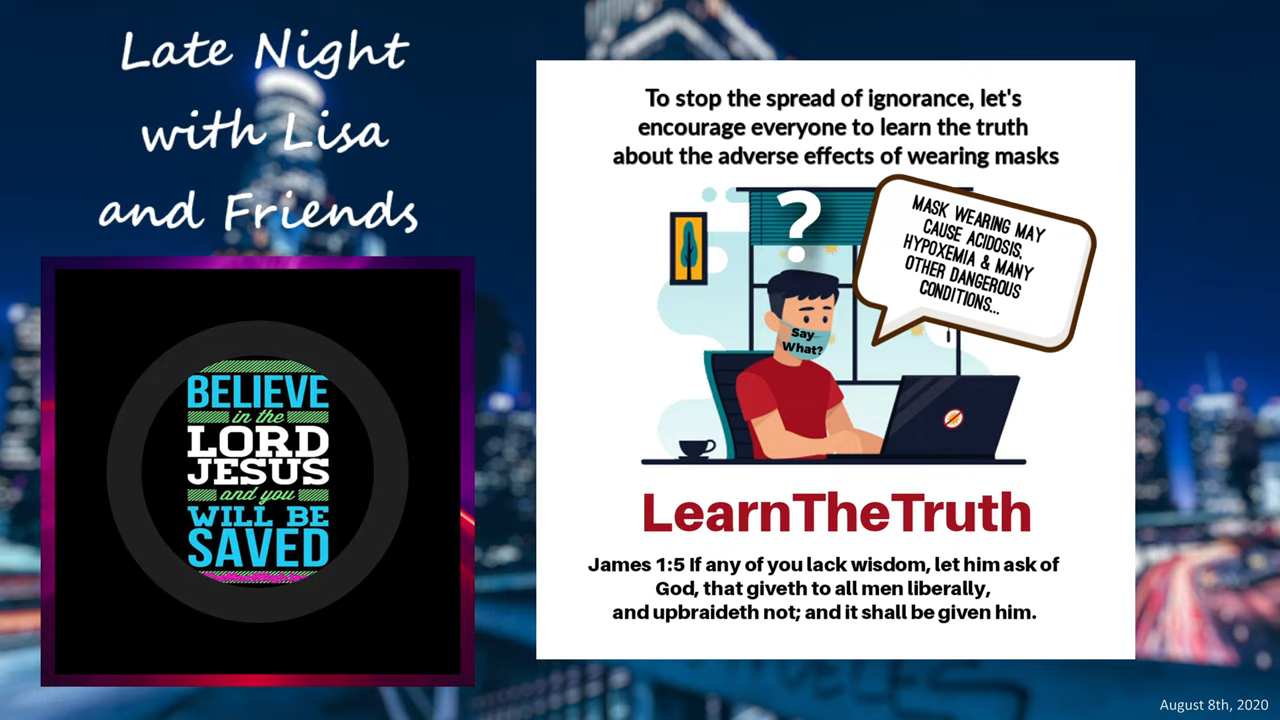 Late Night
with Lisa
and Friends
BELIEVE
in the
LORD
JESUS
and you
WILL BE
SAVED
To stop the spread of ignorance, let's
encourage everyone to learn the truth
about the adverse effects of wearing masks
?
MASK WEARING MAY
CAUSE ACIDOSIS,
HYPOXEMIA & MANY
OTHER DANGEROUS
CONDITIONS...
Say
What?
LearnTheTruth
James 1:5 If any of you lack wisdom, let him ask of
God, that giveth to all men liberally,
and upbraideth not; and it shall be given him.
August 8th, 2020